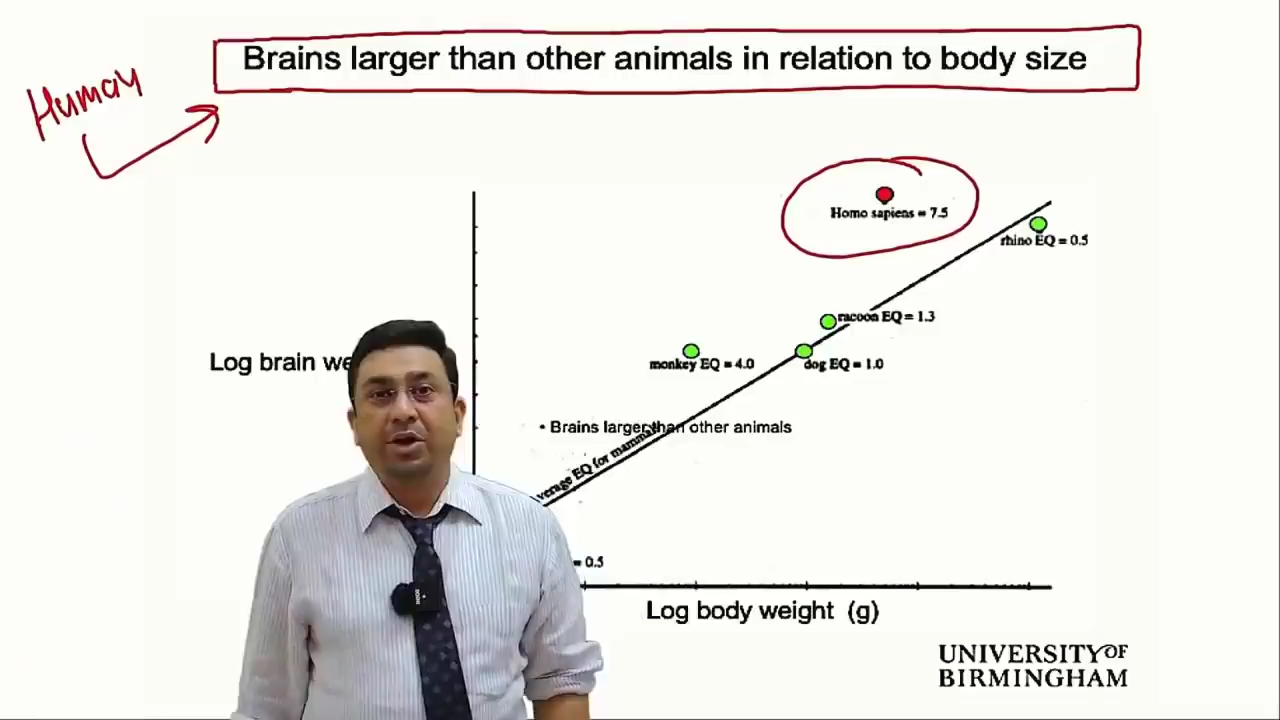 Brains larger than other animals in relation to body size
Human
Homo sapiens = 7.5
rhino EQ = 0.5
racoon EQ = 1.3
Log brain we
monkey EQ = 4.0
dog EQ = 1.0
• Brains larger than other animals
verage EQ (for mammals
= 0.5
Log body weight (g)
UNIVERSITY OF
BIRMINGHAM